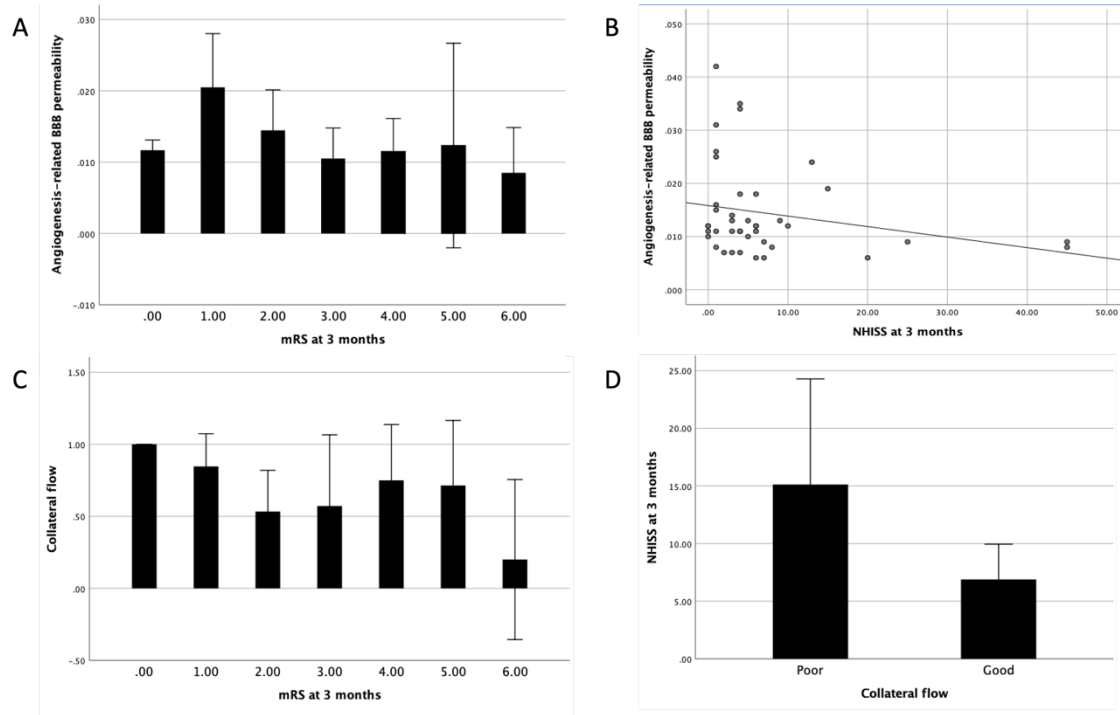 A
Angiogenesis-related BBB permeability
.030
.020
.010
.000
-.010
.00 1.00 2.00 3.00 4.00 5.00 6.00
mRS at 3 months
B
Angiogenesis-related BBB permeability
.050
.040
.030
.020
.010
.000
.00 10.00 20.00 30.00 40.00 50.00
NHISS at 3 months
C
Collateral flow
1.50
1.00
.50
.00
-.50
.00 1.00 2.00 3.00 4.00 5.00 6.00
mRS at 3 months
D
NHISS at 3 months
25.00
20.00
15.00
10.00
5.00
.00
Poor Good
Collateral flow